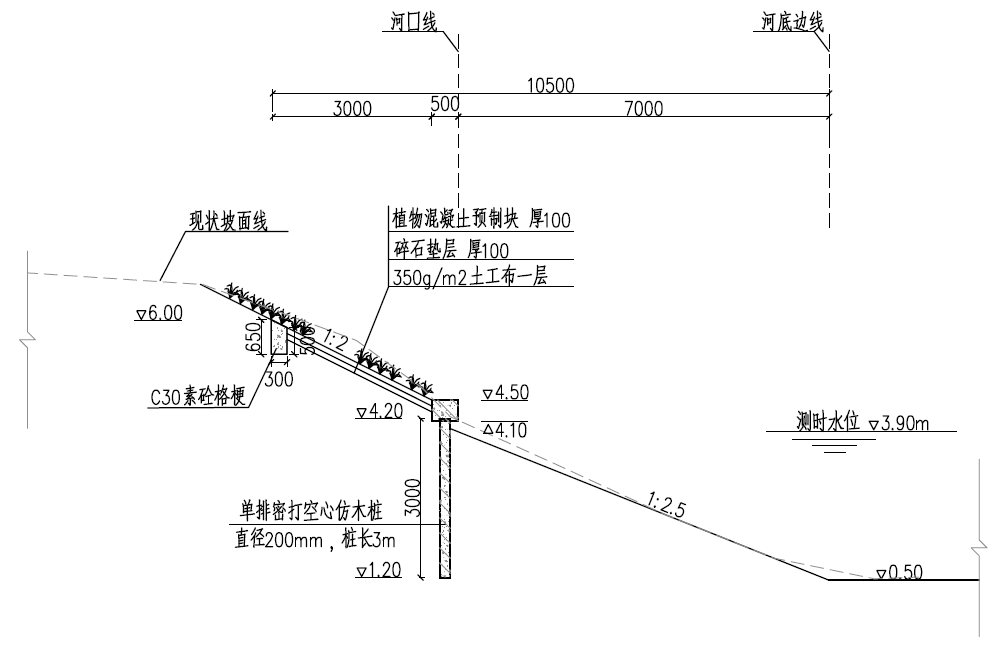 河口线
河底边线
10500
3000
500
7000
现状坡面线
植物混凝土预制块 厚100
碎石垫层 厚100
350g/m2土工布一层
▽6.00
650
500
1:2
300
C30素砼格梗
▽4.50
▽4.20
△4.10
测时水位 ▽3.90m
3000
1:2.5
单排密打空心仿木桩
直径200mm，桩长3m
▽1.20
▽0.50